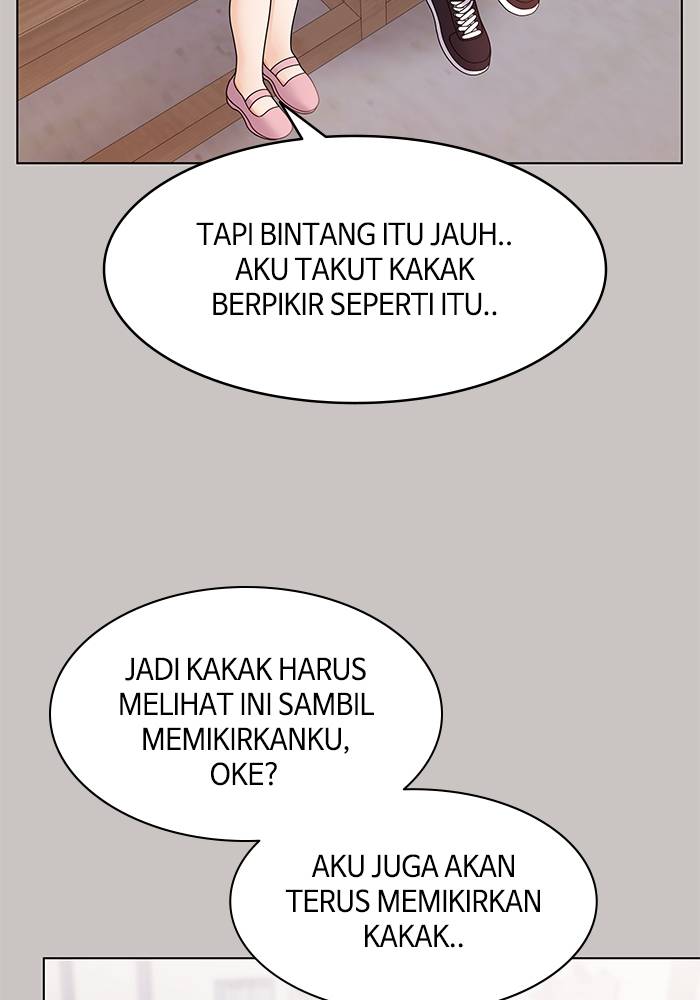 TAPI BINTANG ITU JAUH..
AKU TAKUT KAKAK
BERPIKIR SEPERTI ITU..
JADI KAKAK HARUS
MELIHAT INI SAMBIL
MEMIKIRKANKU,
OKE?
AKU JUGA AKAN
TERUS MEMIKIRKAN
KAKAK..